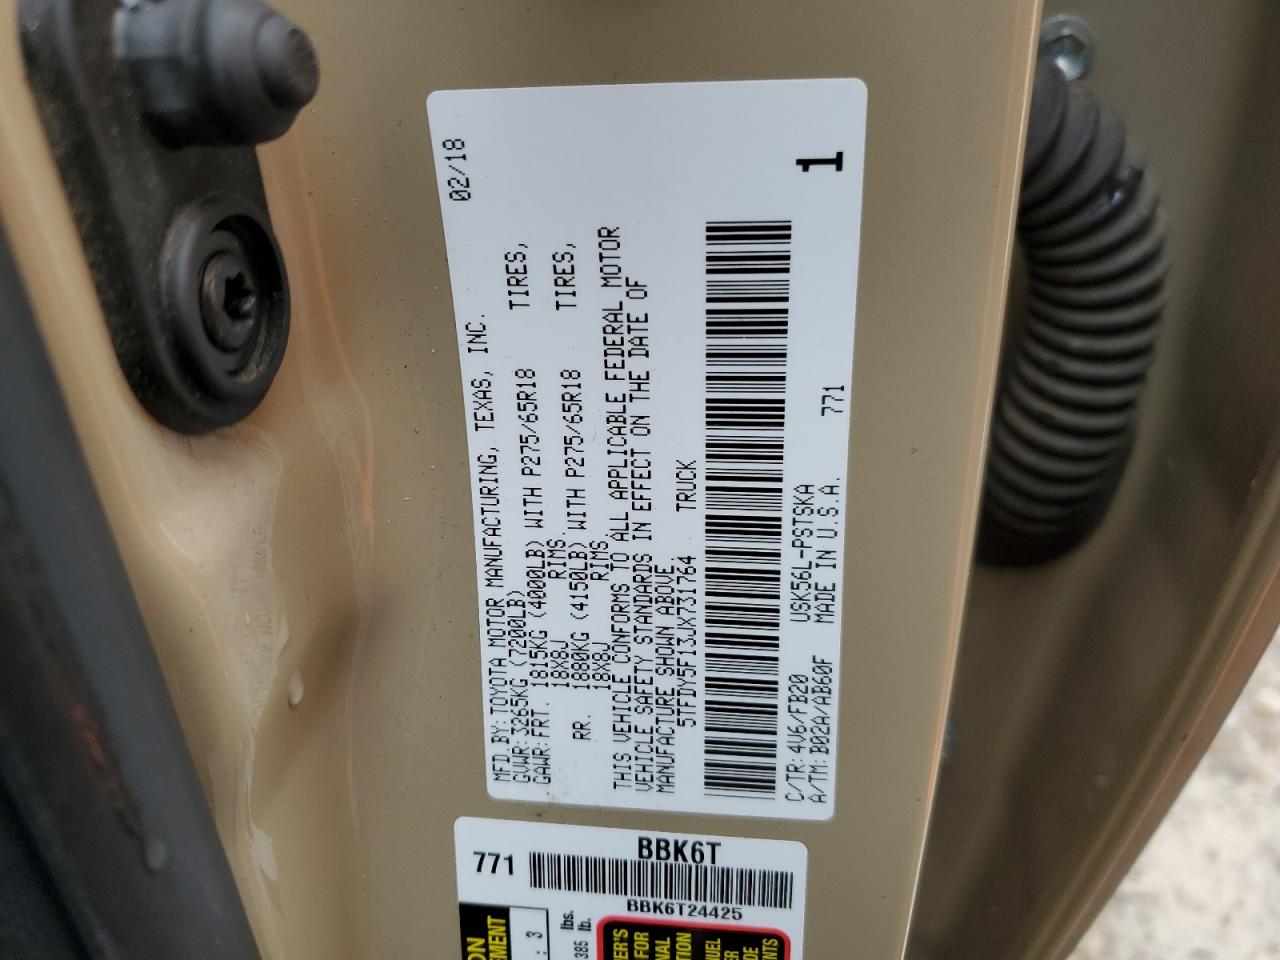 02/18
MFD.BY:TOYOTA MOTOR MANUFACTURING, TEXAS, INC.
GVWR:3265KG (7200LB)
GAWR:FRT. 1815KG (4000LB) WITH P275/65R18 TIRES,
18X8J RIMS.
RR. 1880KG (4150LB) WITH P275/65R18 TIRES,
18X8J RIMS.
THIS VEHICLE CONFORMS TO ALL APPLICABLE FEDERAL MOTOR
VEHICLE SAFETY STANDARDS IN EFFECT ON THE DATE OF
MANUFACTURE SHOWN ABOVE
5TFDY5F13JX731764 TRUCK
1
C/TR:4V6/FB20 USK56L-PSTSKA 771
A/TM:B02A/AB60F MADE IN U.S.A.
BBK6T
771
BBK6T24425
: 3
lbs.
385 lb.